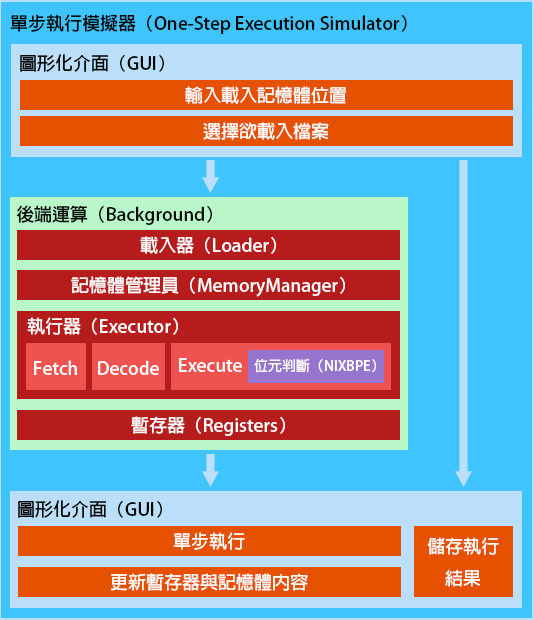 單步執行模擬器（One-Step Execution Simulator）
圖形化介面（GUI）
輸入載入記憶體位置
選擇欲載入檔案
後端運算（Background）
載入器（Loader）
記憶體管理員（MemoryManager）
執行器（Executor）
Fetch
Decode
Execute
位元判斷（NIXBPE）
暫存器（Registers）
圖形化介面（GUI）
單步執行
更新暫存器與記憶體內容
儲存執行
結果